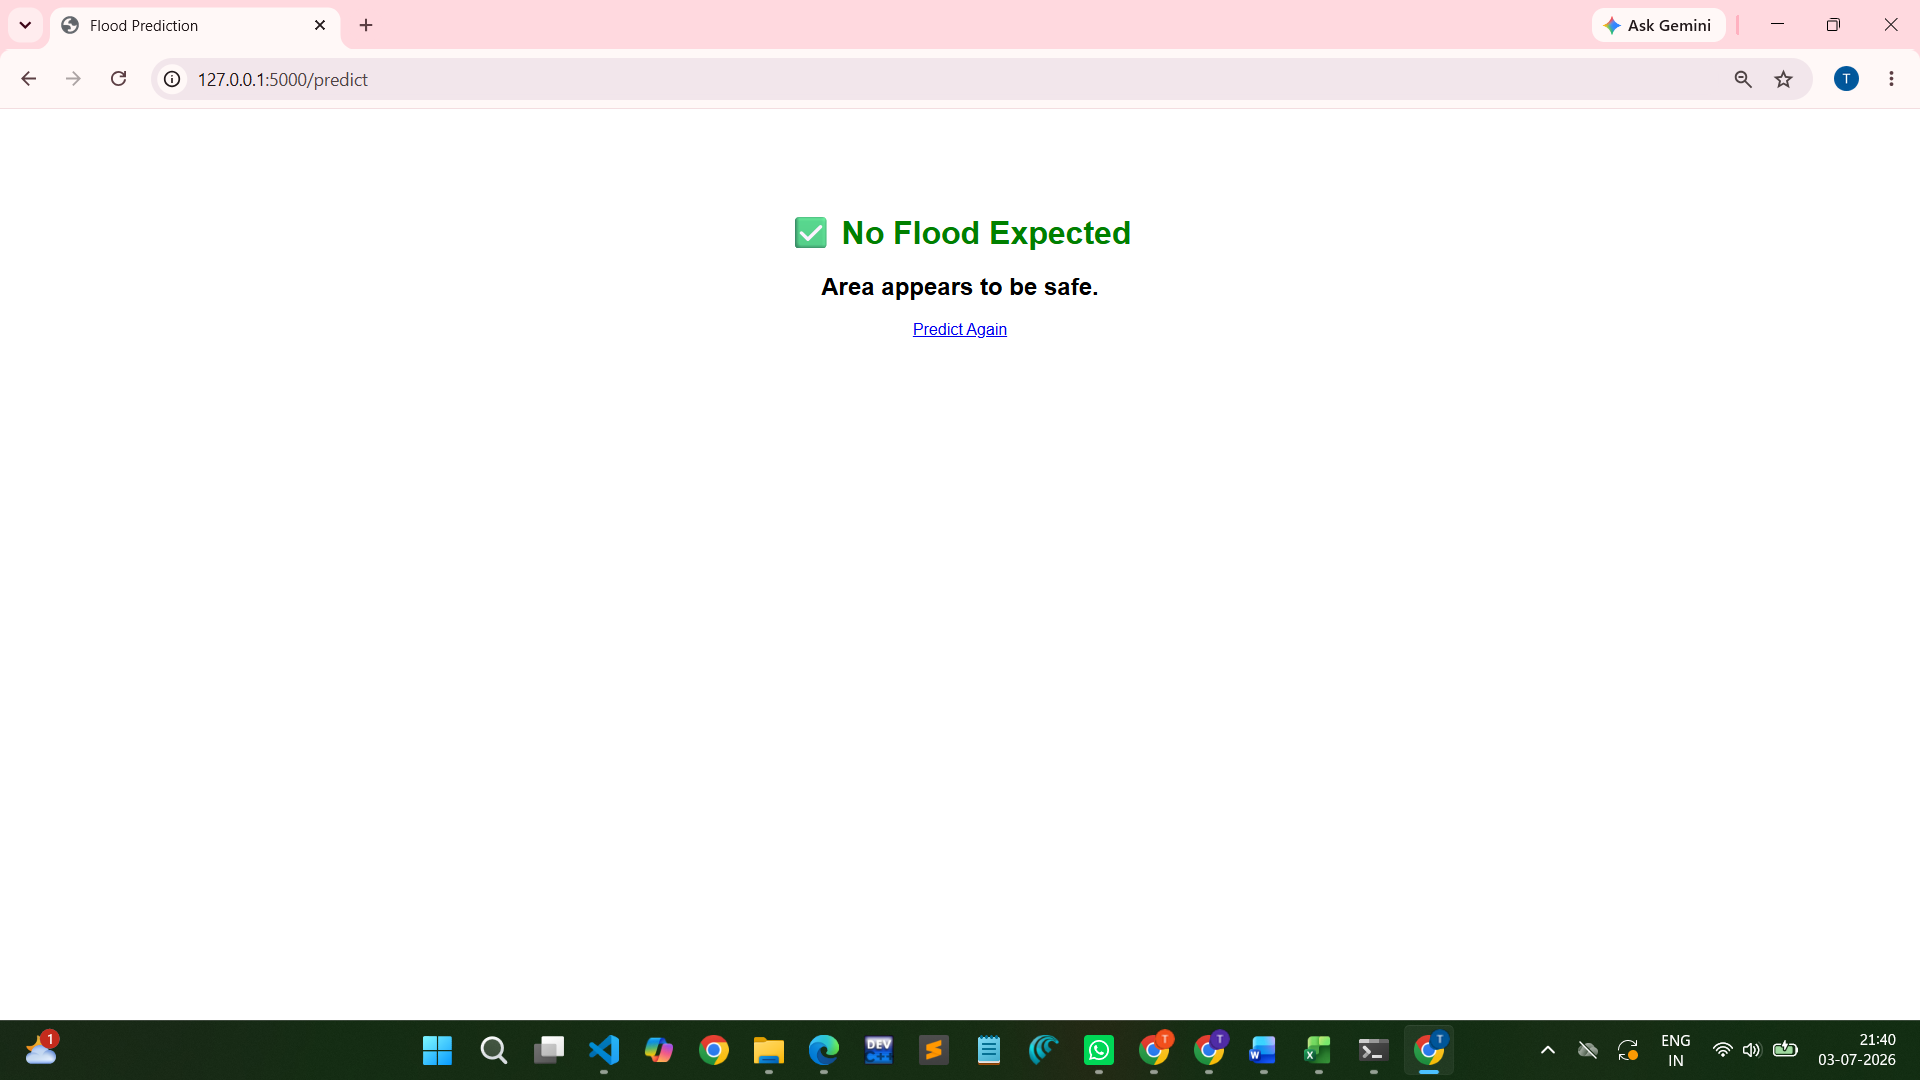 Flood Prediction
Ask Gemini
127.0.0.1:5000/predict
T
✅ No Flood Expected
Area appears to be safe.
Predict Again
1
DEV
C++
T
T
W
X
T
ENG
IN
21:40
03-07-2026